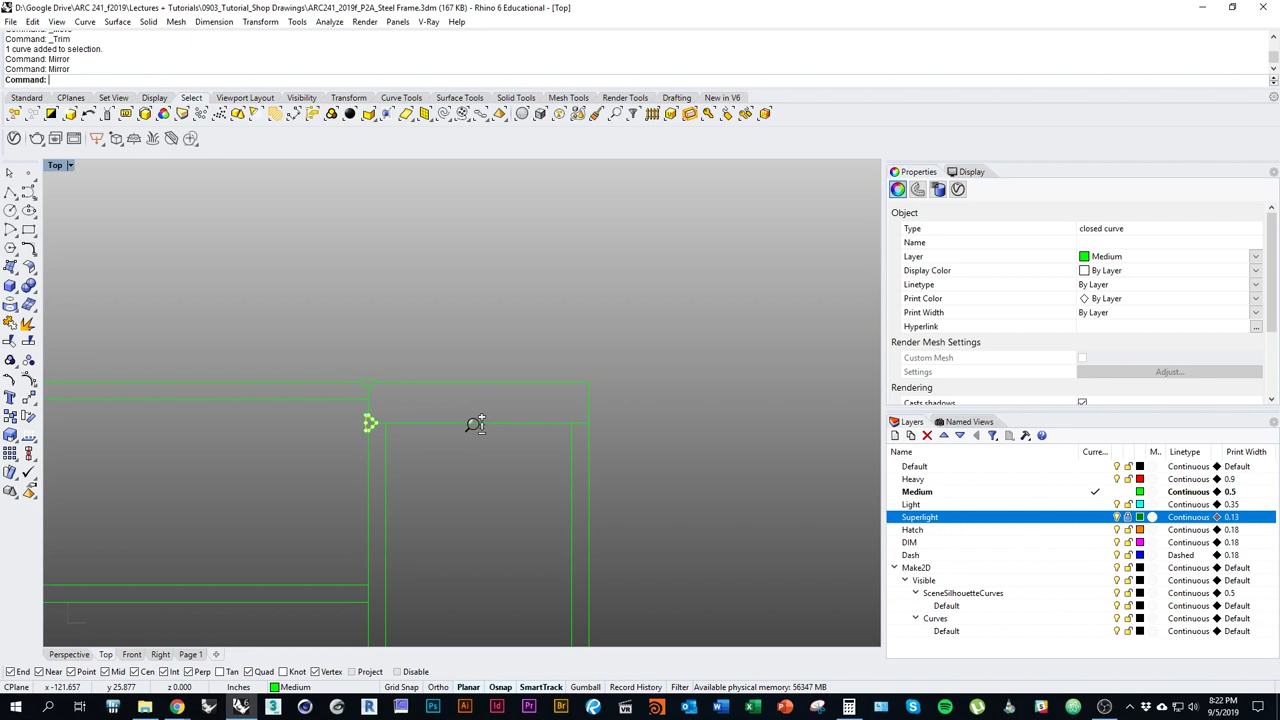 U:\Google Drive\ARC 241_f2019\Lectures + Tutorials\0903_Tutorial_Shop Drawings\ARC241_2019f_P2A_Steel Frame.3dm (167 KB) - Rhino 6 Educational - [Top]
File Edit View Curve Surface Solid Mesh Dimension Transform Tools Analyze Render Panels V-Ray Help
Command: _Trim
1 curve added to selection.
Command: Mirror
Command: Mirror
Command:
Standard CPlanes Set View Display Select Viewport Layout Visibility Transform Curve Tools Surface Tools Solid Tools Mesh Tools Render Tools Drafting New in V6
Top
Properties Display
Object
Type closed curve
Name
Layer Medium
Display Color By Layer
Linetype By Layer
Print Color By Layer
Print Width By Layer
Hyperlink ...
Render Mesh Settings
Custom Mesh
Settings Adjust...
Rendering
Casts shadows
Layers Named Views
Name Curre... M... Linetype Print Width
Default Continuous Default
Heavy Continuous 0.9
Medium Continuous 0.5
Light Continuous 0.35
Superlight Continuous 0.13
Hatch Continuous 0.18
DIM Continuous 0.18
Dash Dashed 0.18
Make2D Continuous Default
Visible Continuous Default
SceneSilhouetteCurves Continuous 0.5
Default Continuous Default
Curves Continuous Default
Default Continuous Default
Perspective Top Front Right Page 1
End Near Point Mid Cen Int Perp Tan Quad Knot Vertex Project Disable
CPlane x -121.657 y 25.877 z 0.000 Inches Medium Grid Snap Ortho Planar Osnap SmartTrack Gumball Record History Filter Available physical memory: 56347 MB
8:22 PM
9/5/2019